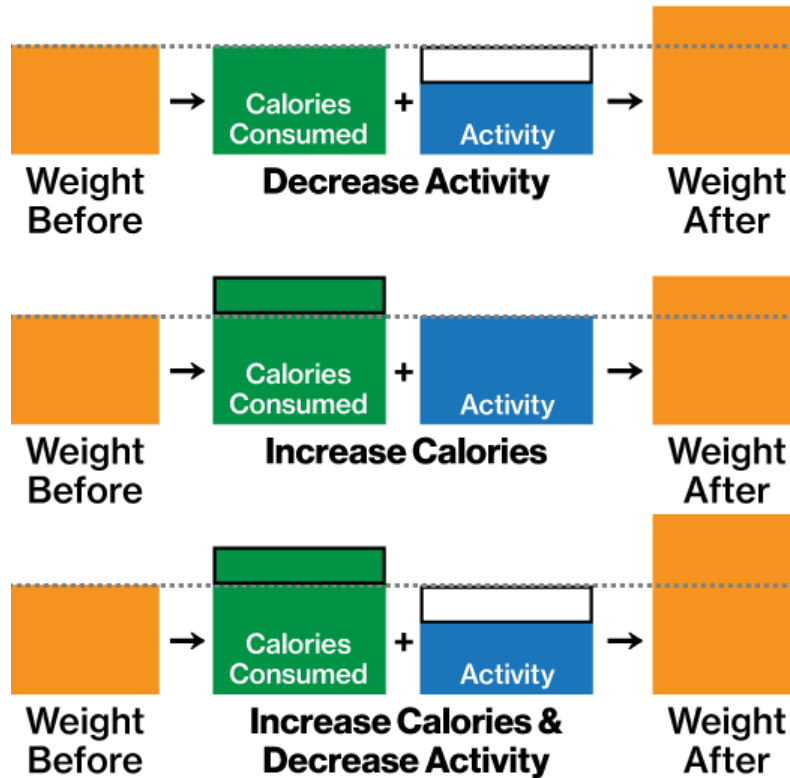 Calories
Consumed
+
Activity
Weight
Before
Decrease Activity
Weight
After
Calories
Consumed
+
Activity
Weight
Before
Increase Calories
Weight
After
Calories
Consumed
+
Activity
Weight
Before
Increase Calories &
Decrease Activity
Weight
After